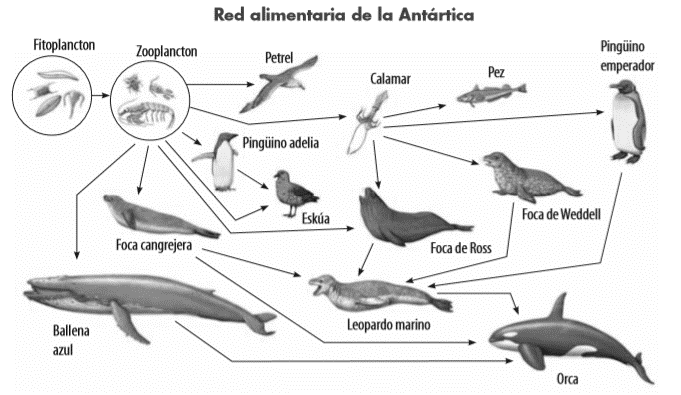 Red alimentaria de la Antártica
Fitoplancton
Zooplancton
Petrel
Calamar
Pez
Pingüino
emperador
Pingüino adelia
Eskúa
Foca cangrejera
Foca de Ross
Foca de Weddell
Ballena
azul
Leopardo marino
Orca